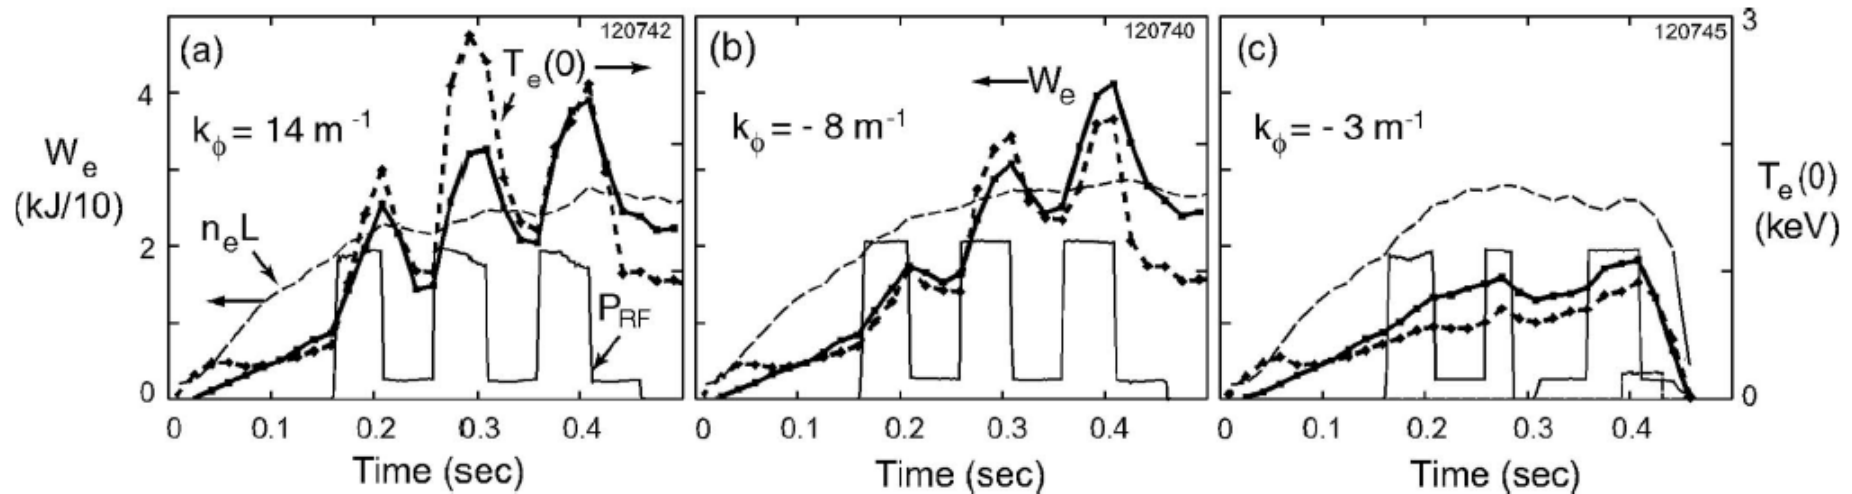 (a)
120742
T_e(0)
k_ϕ = 14 m^-1
n_eL
P_RF
W_e
(kJ/10)
4
2
0
0 0.1 0.2 0.3 0.4
Time (sec)
(b)
120740
W_e
k_ϕ = - 8 m^-1
0 0.1 0.2 0.3 0.4
Time (sec)
(c)
120745
k_ϕ = - 3 m^-1
0 0.1 0.2 0.3 0.4
Time (sec)
3
T_e(0)
(keV)
0